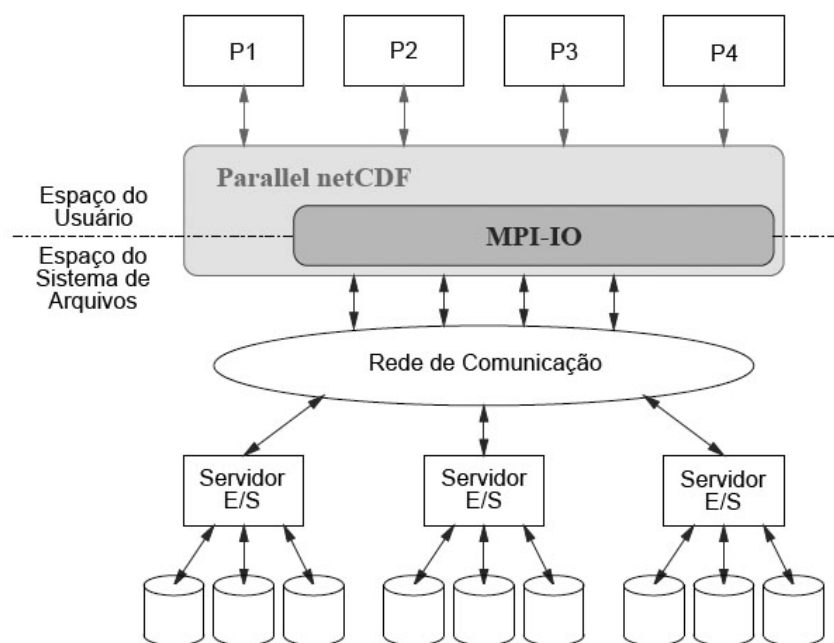 P1 P2 P3 P4
Parallel netCDF
Espaço do
Usuário
MPI-IO
Espaço do
Sistema de
Arquivos
Rede de Comunicação
Servidor
E/S
Servidor
E/S
Servidor
E/S